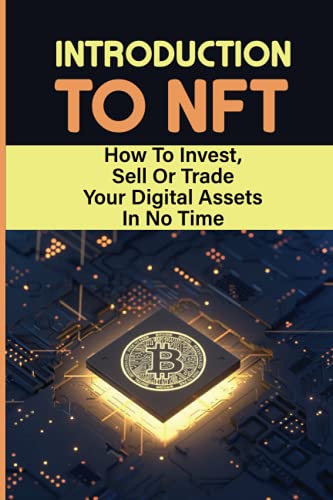 INTRODUCTION
TO NFT
How To Invest,
Sell Or Trade
Your Digital Assets
In No Time